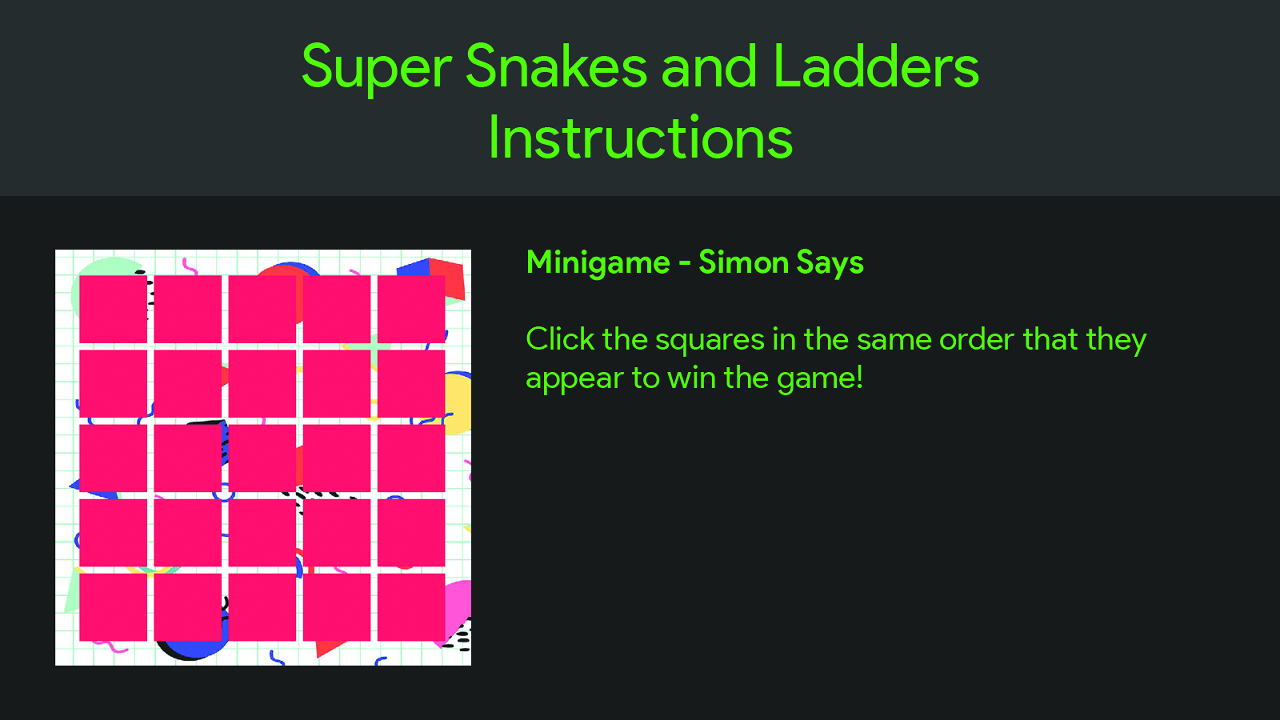 Super Snakes and Ladders
Instructions
Minigame - Simon Says
Click the squares in the same order that they
appear to win the game!